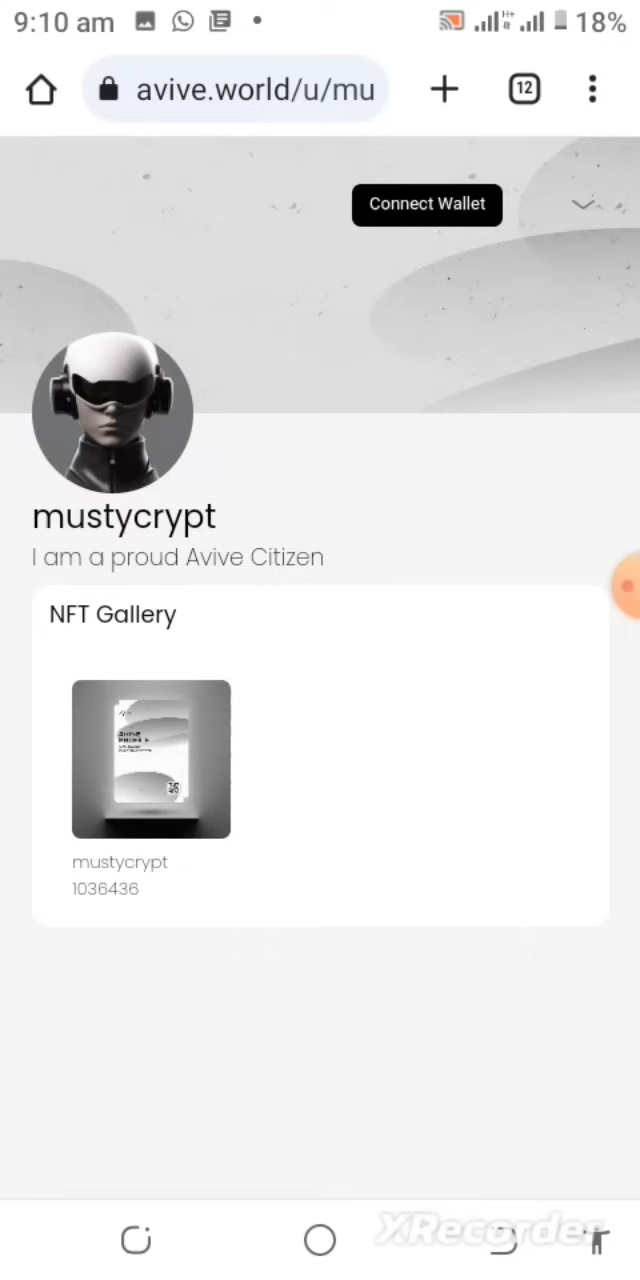 9:10 am
18%
avive.world/u/mu
12
Connect Wallet
mustycrypt
I am a proud Avive Citizen
NFT Gallery
mustycrypt
1036436
XRecorder